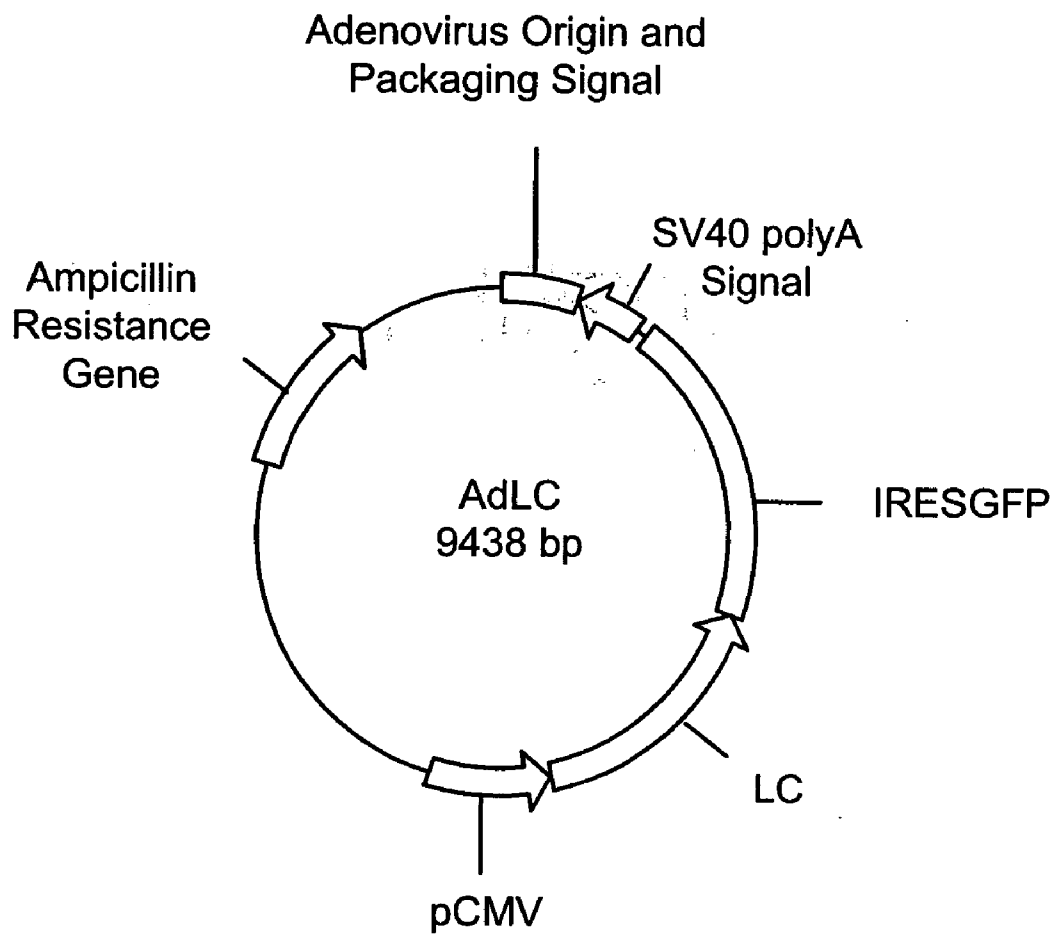 Adenovirus Origin and
Packaging Signal
SV40 polyA
Signal
Ampicillin
Resistance
Gene
AdLC
9438 bp
IRESGFP
LC
pCMV